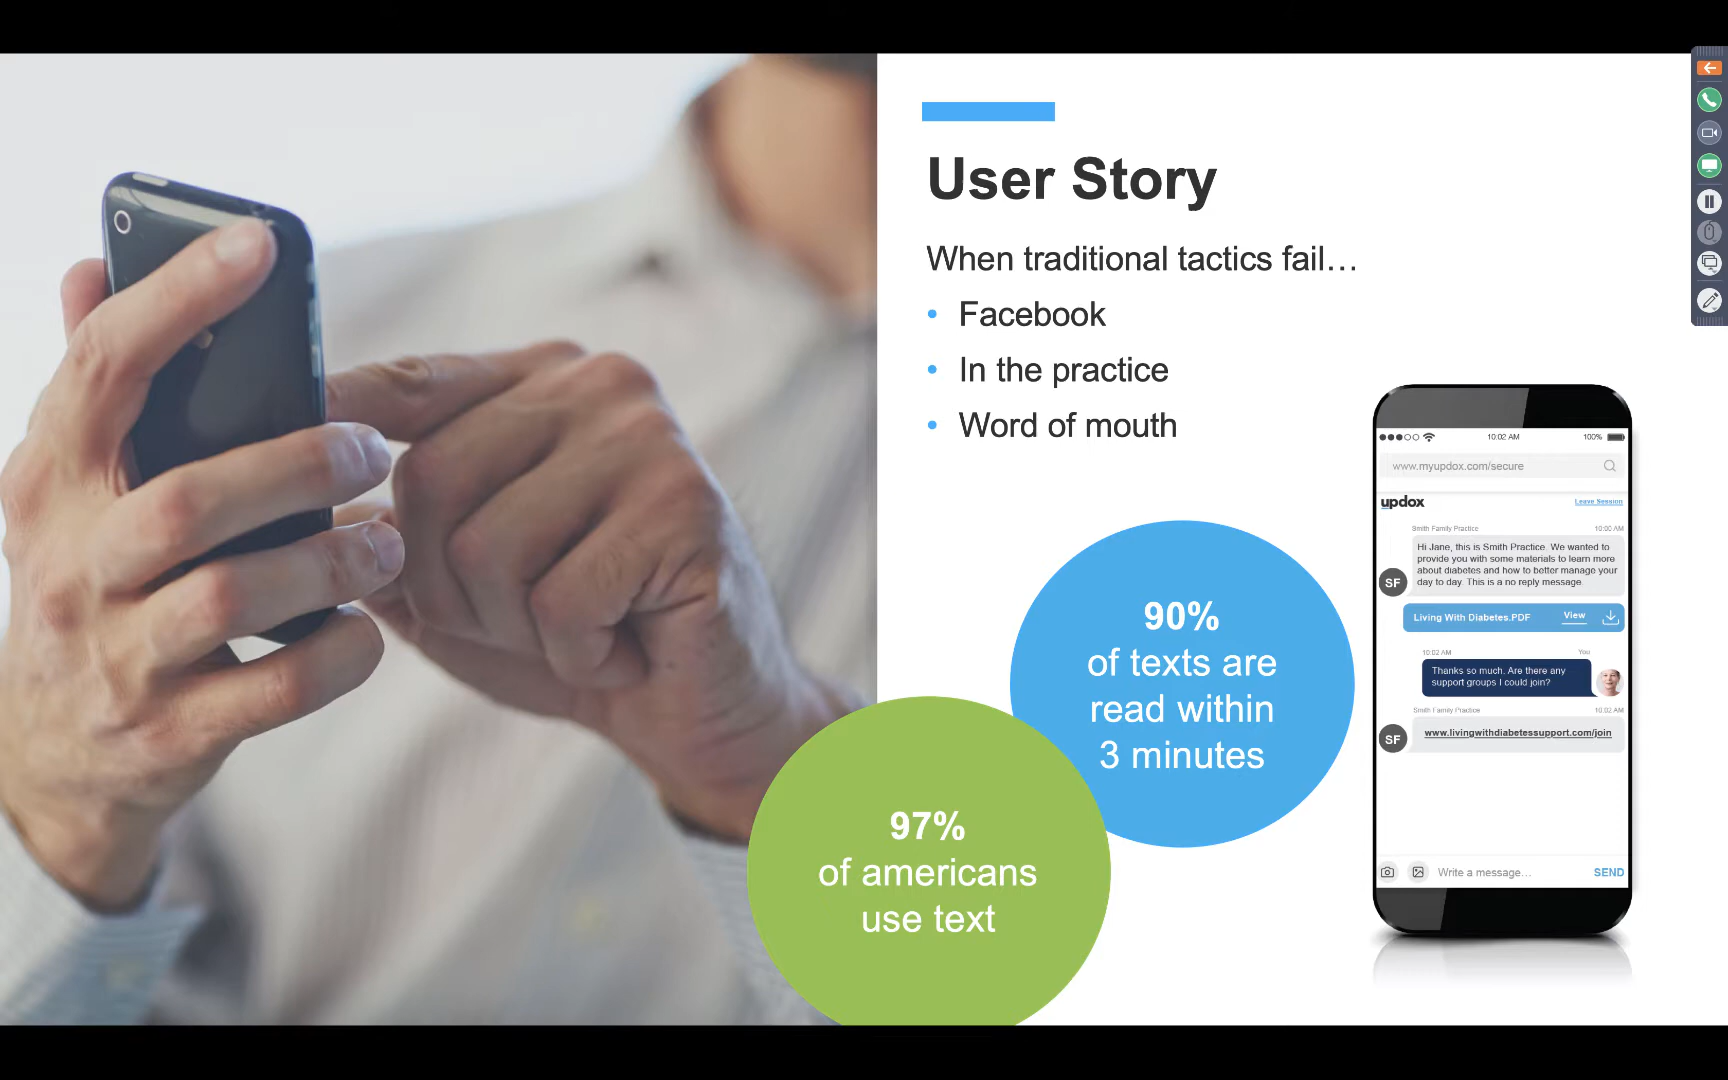 User Story
When traditional tactics fail…
• Facebook
• In the practice
• Word of mouth
90%
of texts are
read within
3 minutes
97%
of americans
use text
10:02 AM 100%
www.myupdox.com/secure
updox Leave Session
Smith Family Practice 10:00 AM
Hi Jane, this is Smith Practice. We wanted to
provide you with some materials to learn more
about diabetes and how to better manage your
day to day. This is a no reply message.
SF
Living With Diabetes.PDF View
10:02 AM You
Thanks so much. Are there any
support groups I could join?
Smith Family Practice 10:02 AM
SF www.livingwithdiabetessupport.com/join
Write a message… SEND